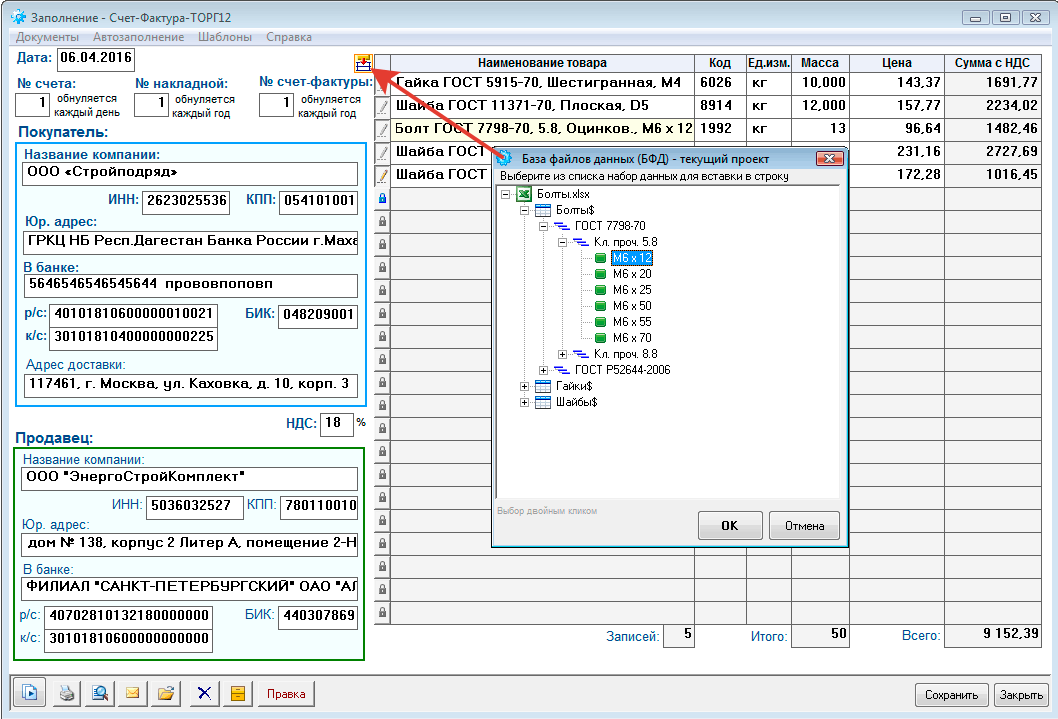 Заполнение - Счет-Фактура-ТОРГ12
Документы Автозаполнение Шаблоны Справка
Дата: 06.04.2016
№ счета: № накладной: № счет-фактуры:
1 обнуляется каждый день 1 обнуляется каждый год 1 обнуляется каждый год
Покупатель:
Название компании:
ООО «Стройподряд»
ИНН: 2623025536 КПП: 054101001
Юр. адрес:
ГРКЦ НБ Респ.Дагестан Банка России г.Маха
В банке:
5646546546545644 прововпоповп
р/с: 40101810600000010021 БИК: 048209001
к/с: 30101810400000000225
Адрес доставки:
117461, г. Москва, ул. Каховка, д. 10, корп. 3
НДС: 18 %
Продавец:
Название компании:
ООО "ЭнергоСтройКомплект"
ИНН: 5036032527 КПП: 780110010
Юр. адрес:
дом № 138, корпус 2 Литер А, помещение 2-Н
В банке:
ФИЛИАЛ "САНКТ-ПЕТЕРБУРГСКИЙ" ОАО "АЛ
р/с: 40702810132180000000 БИК: 440307869
к/с: 30101810600000000000
Наименование товара Код Ед.изм. Масса Цена Сумма с НДС
Гайка ГОСТ 5915-70, Шестигранная, М4 6026 кг 10,000 143,37 1691,77
Шайба ГОСТ 11371-70, Плоская, D5 8914 кг 12,000 157,77 2234,02
Болт ГОСТ 7798-70, 5.8, Оцинков., М6 х 12 1992 кг 13 96,64 1482,46
Шайба ГОСТ 231,16 2727,69
Шайба ГОСТ 172,28 1016,45
База файлов данных (БФД) - текущий проект
Выберите из списка набор данных для вставки в строку
Болты.xlsx
Болты$
ГОСТ 7798-70
Кл. проч. 5.8
М6 х 12
М6 х 20
М6 х 25
М6 х 50
М6 х 55
М6 х 70
Кл. проч. 8.8
ГОСТ Р52644-2006
Гайки$
Шайбы$
Выбор двойным кликом
ОК Отмена
Записей: 5 Итого: 50 Всего: 9 152,39
Правка Сохранить Закрыть